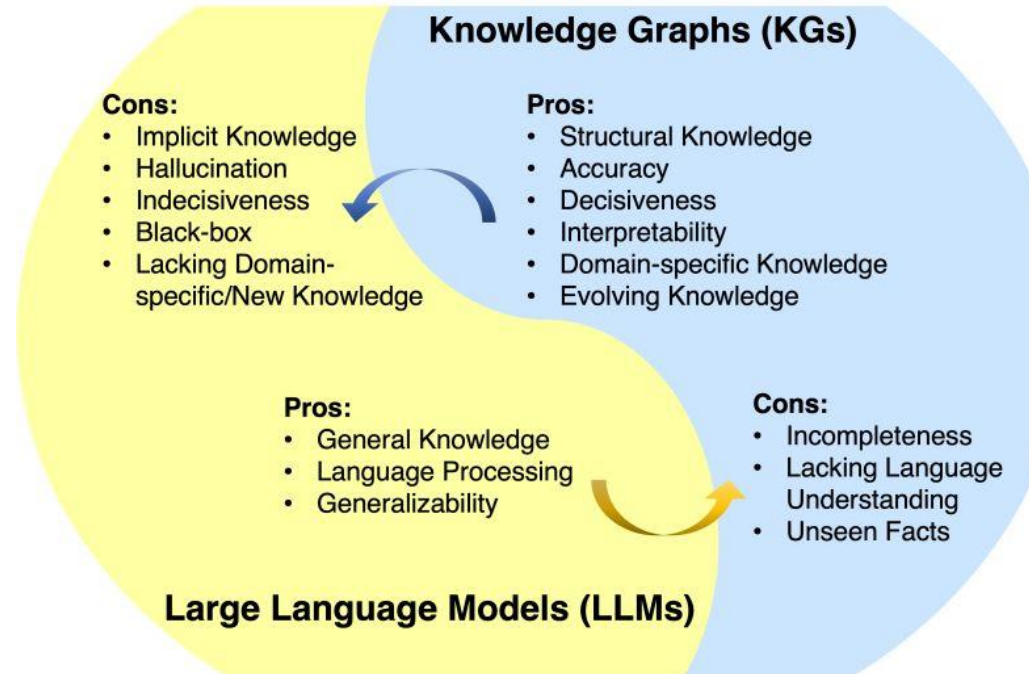 Knowledge Graphs (KGs)
Cons:
• Implicit Knowledge
• Hallucination
• Indecisiveness
• Black-box
• Lacking Domain-
specific/New Knowledge
Pros:
• Structural Knowledge
• Accuracy
• Decisiveness
• Interpretability
• Domain-specific Knowledge
• Evolving Knowledge
Pros:
• General Knowledge
• Language Processing
• Generalizability
Cons:
• Incompleteness
• Lacking Language
Understanding
• Unseen Facts
Large Language Models (LLMs)